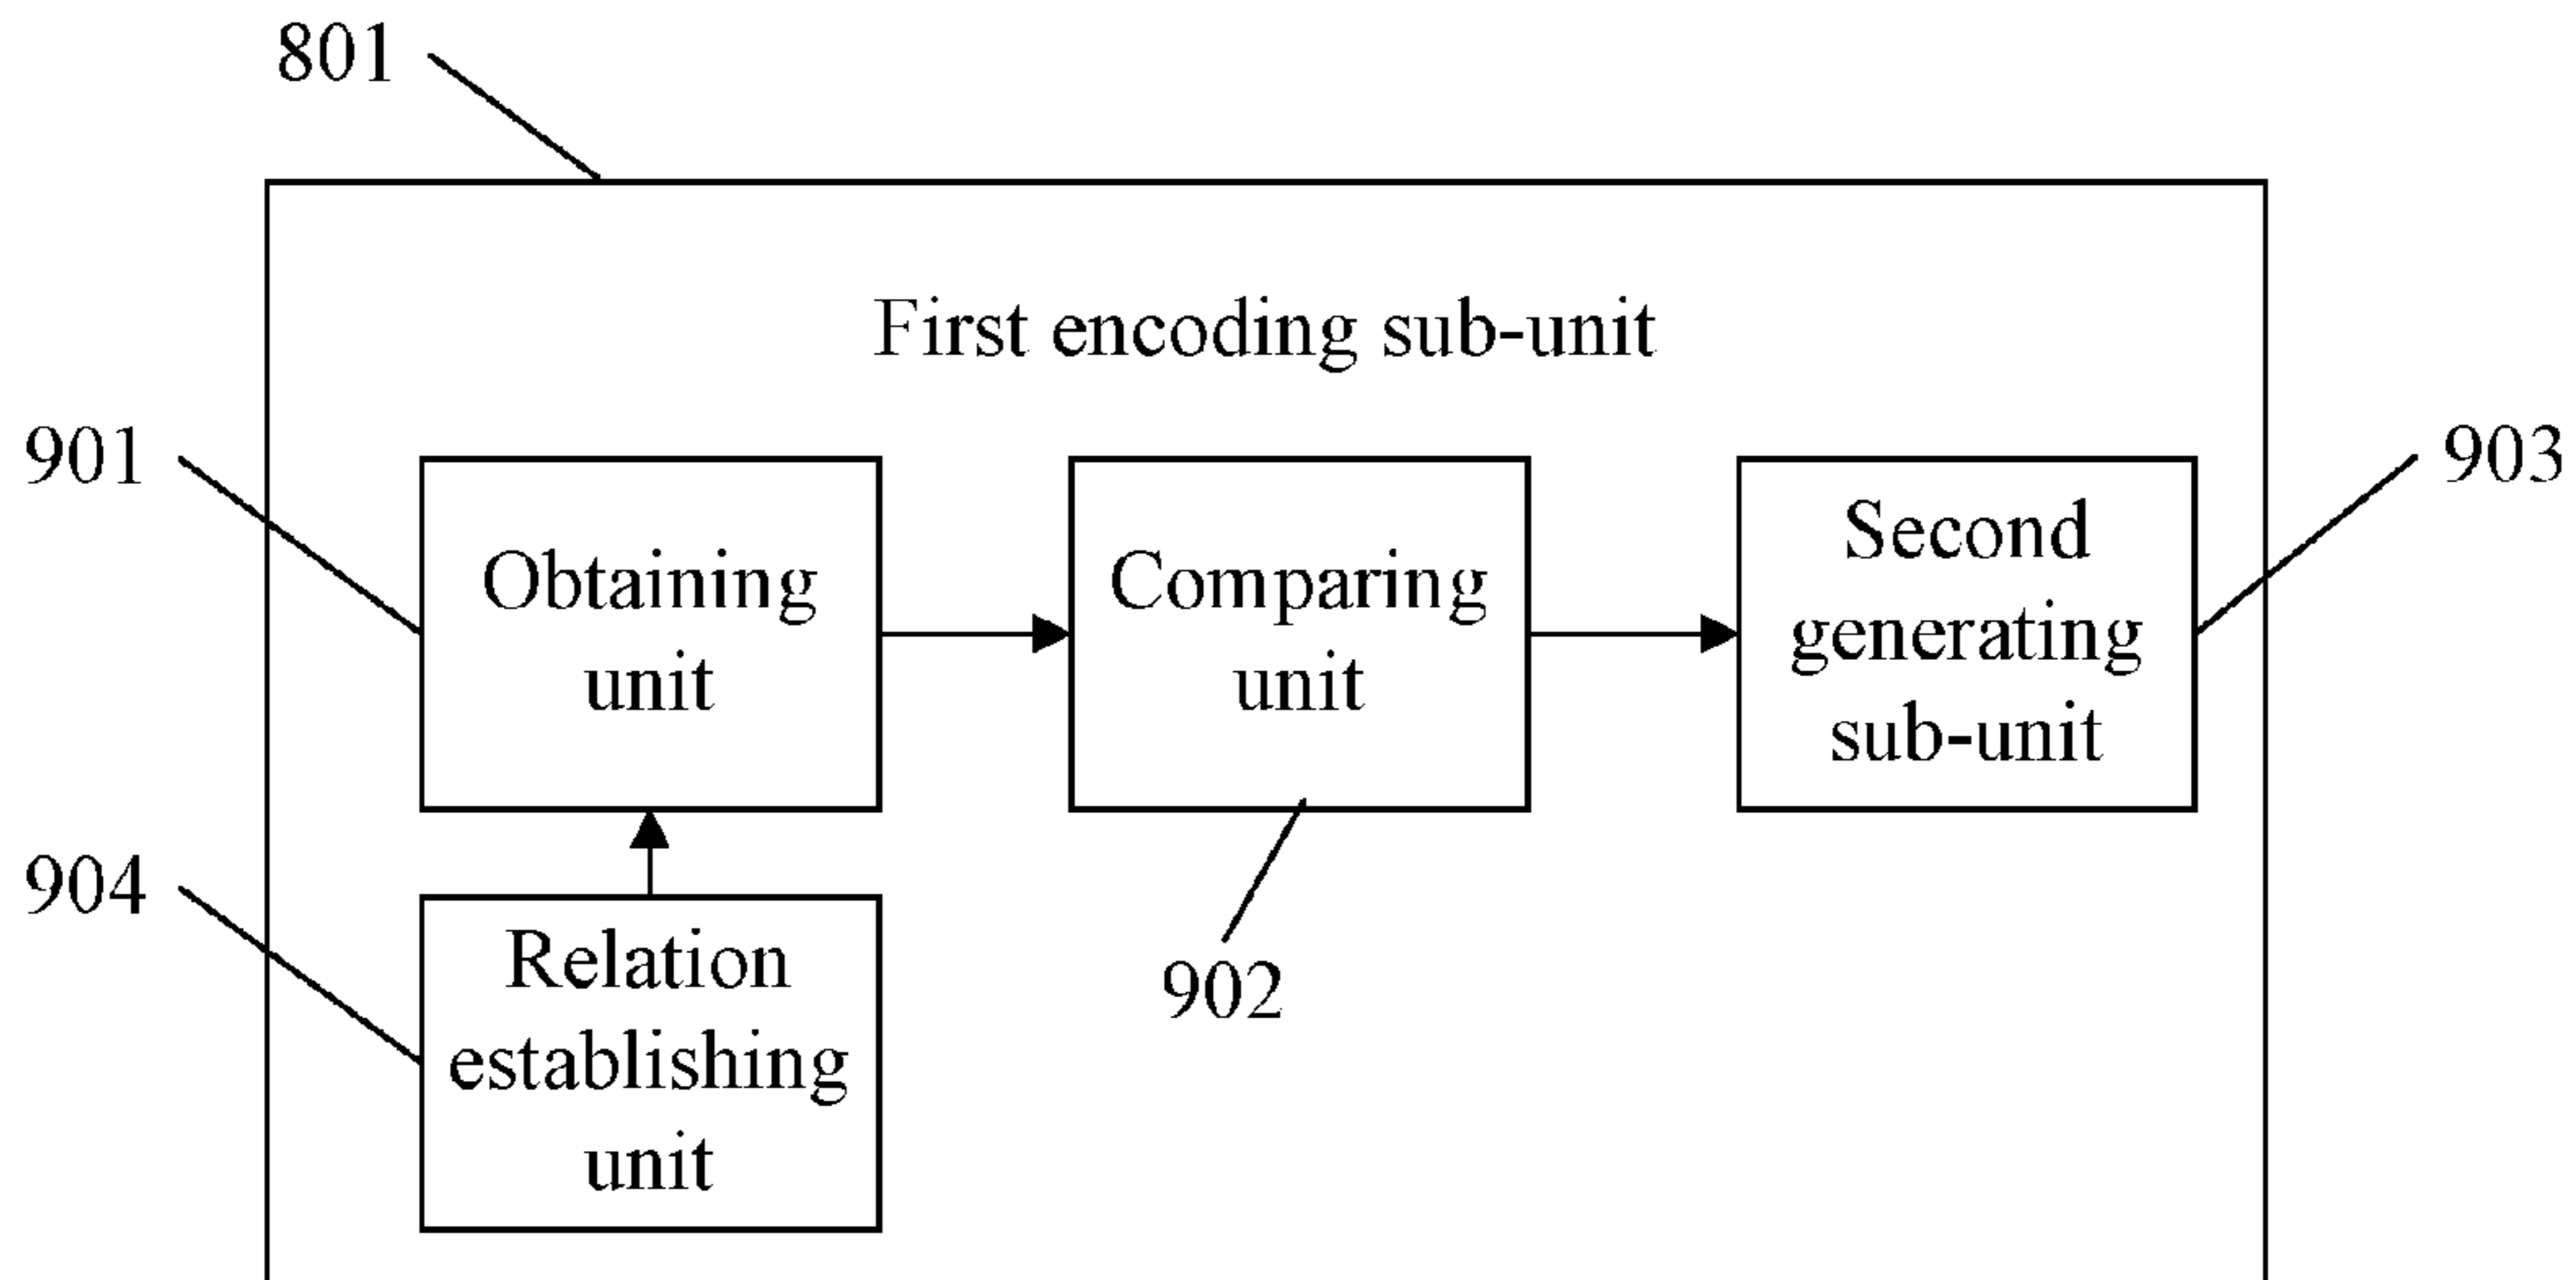 801
First encoding sub-unit
901
Obtaining
unit
Comparing
unit
Second
generating
sub-unit
903
904
Relation
establishing
unit
902